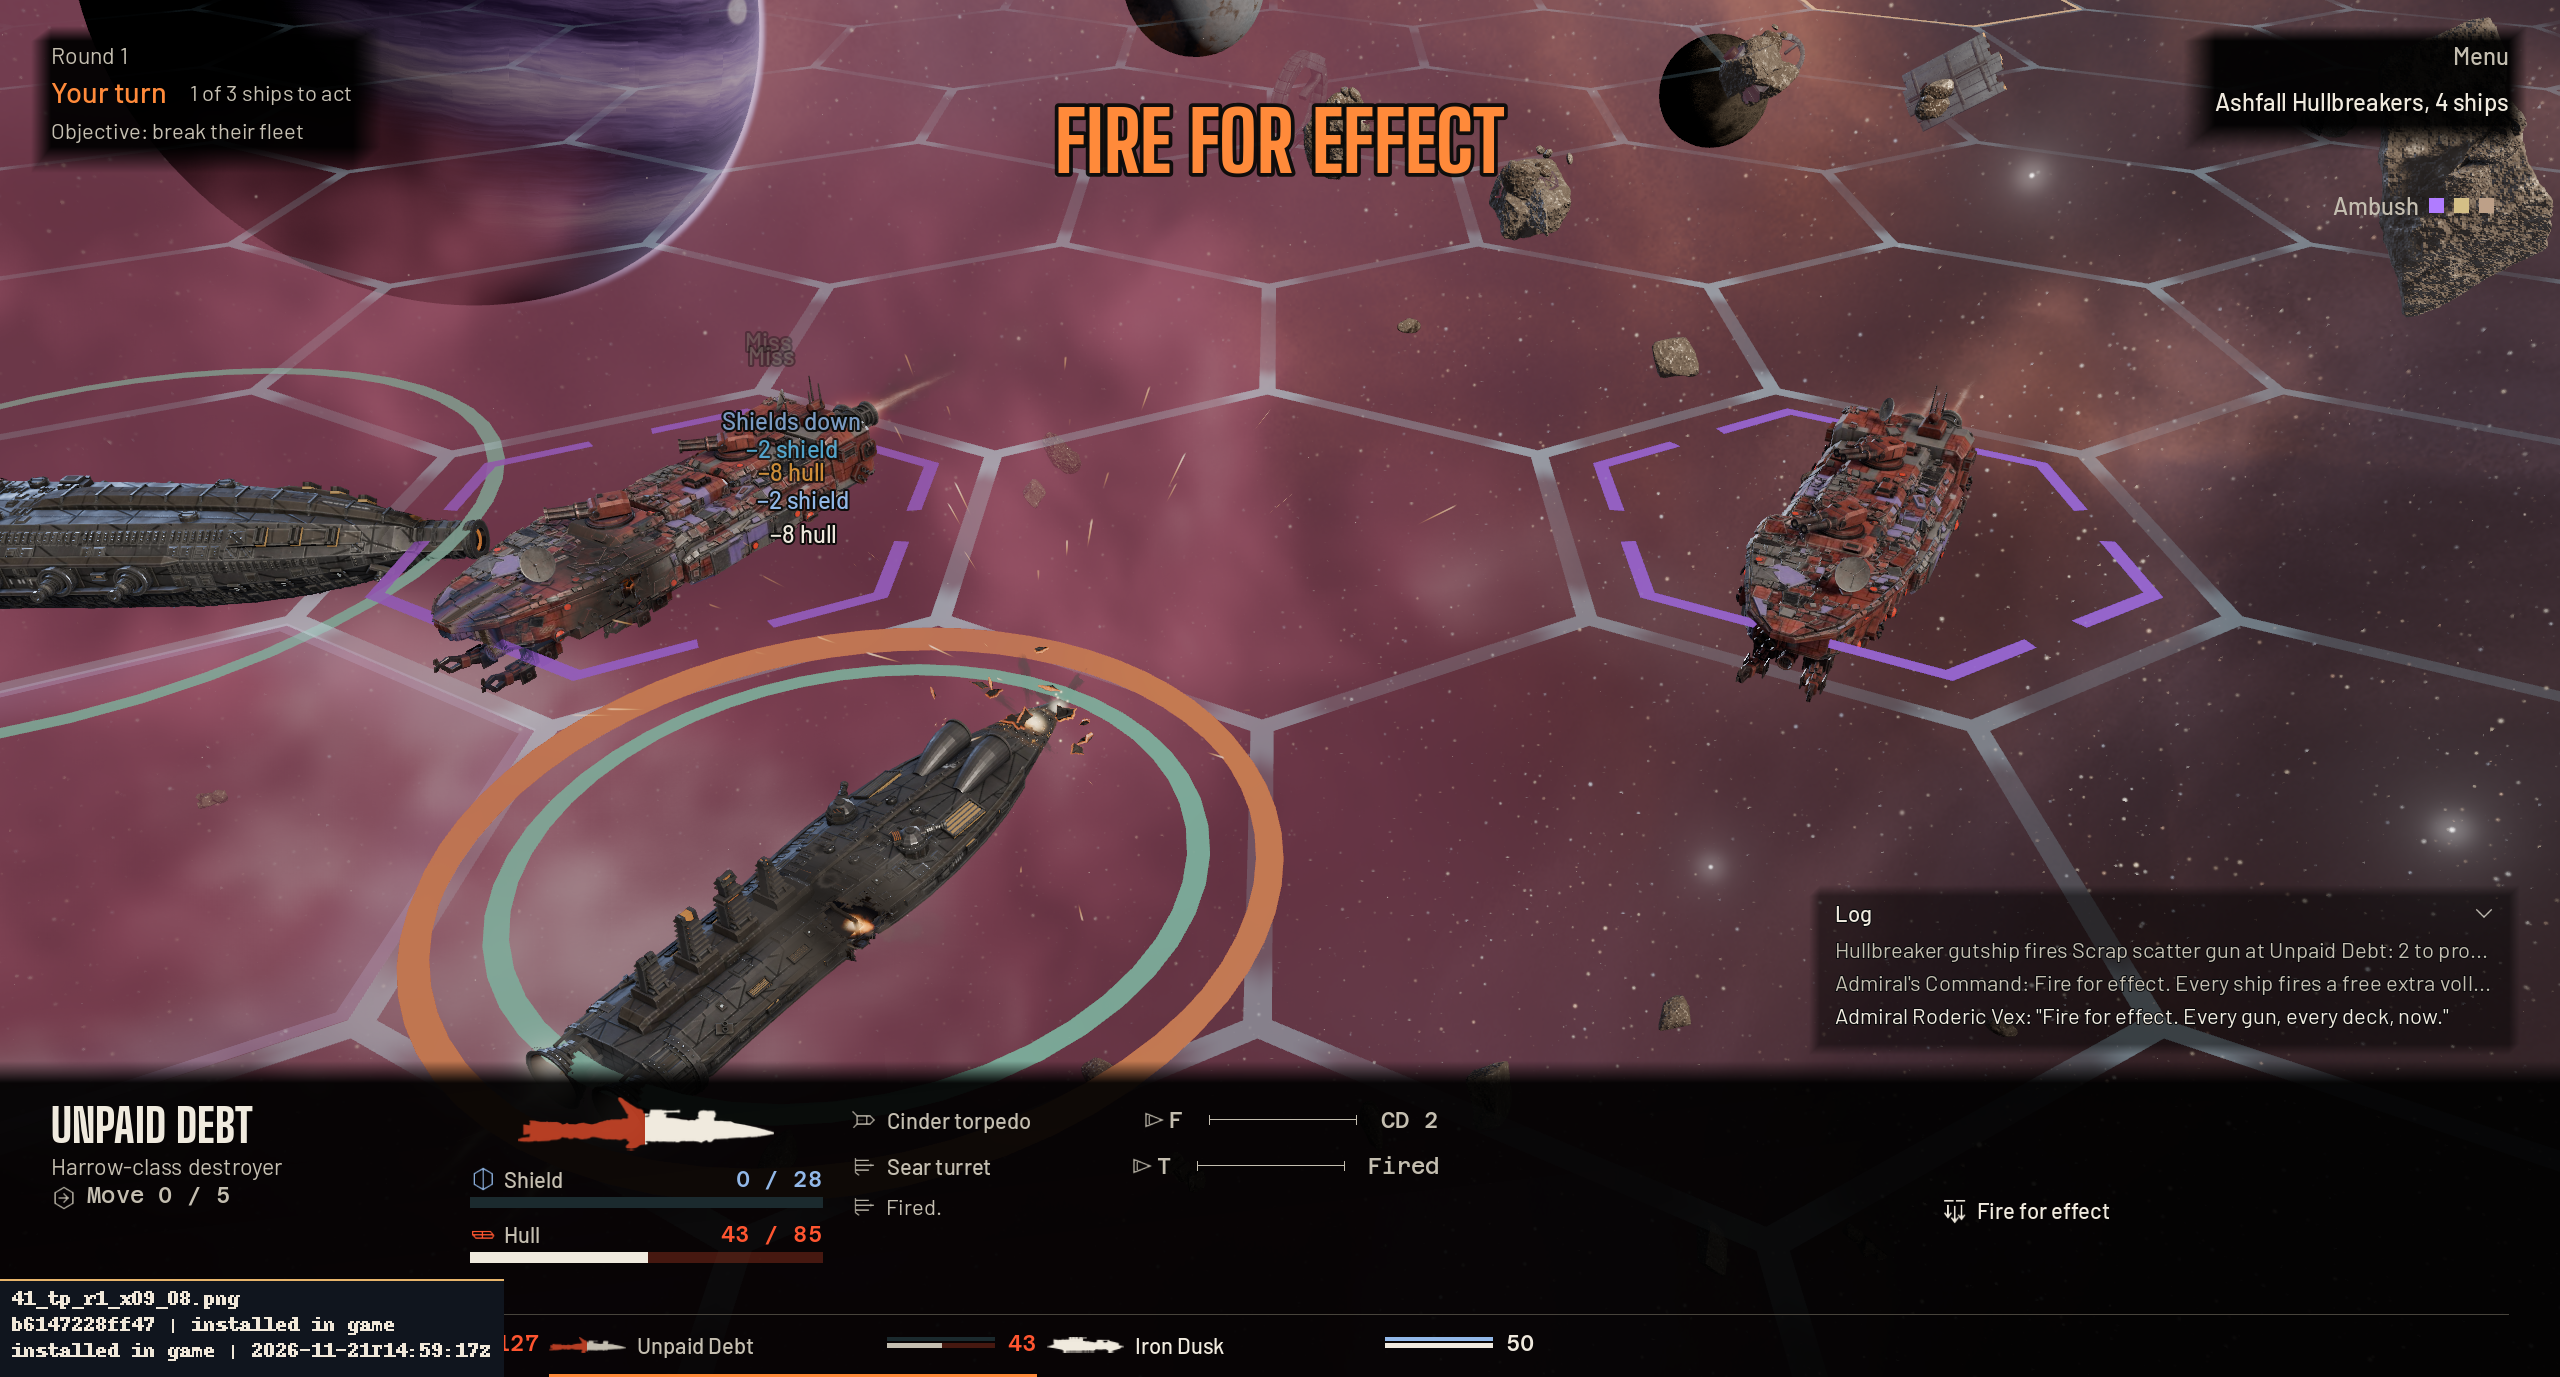 Round 1
Your turn 1 of 3 ships to act
Objective: break their fleet
FIRE FOR EFFECT
Menu
Ashfall Hullbreakers, 4 ships
Ambush
Miss
Miss
Shields down
−2 shield
−8 hull
−2 shield
−8 hull
Log
Hullbreaker gutship fires Scrap scatter gun at Unpaid Debt: 2 to pro...
Admiral's Command: Fire for effect. Every ship fires a free extra voll...
Admiral Roderic Vex: "Fire for effect. Every gun, every deck, now."
UNPAID DEBT
Harrow-class destroyer
Move 0 / 5
Shield 0 / 28
Hull 43 / 85
Cinder torpedo F CD 2
Sear turret T Fired
Fired.
Fire for effect
41_tp_r1_x09_08.png
b6147228ff47 | installed in game
installed in game | 2026-11-21r14:59:17z
127 Unpaid Debt 43 Iron Dusk 50